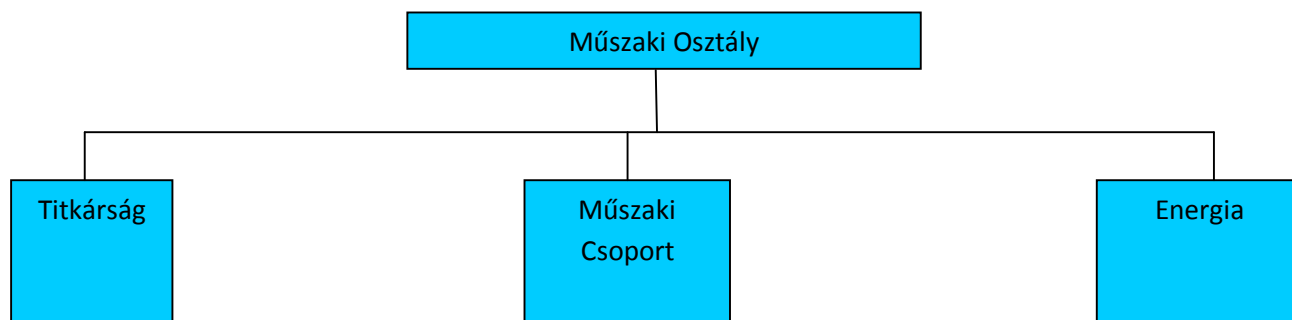 Műszaki Osztály
Titkárság
Műszaki
Csoport
Energia